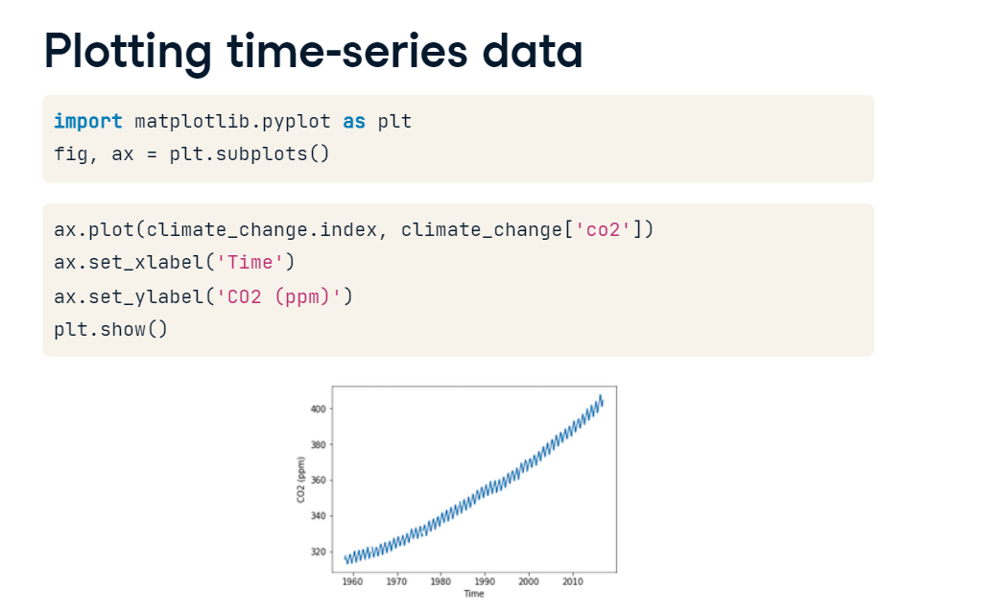 Plotting time-series data
import matplotlib.pyplot as plt
fig, ax = plt.subplots()
ax.plot(climate_change.index, climate_change['co2'])
ax.set_xlabel('Time')
ax.set_ylabel('CO2 (ppm)')
plt.show()
400
380
360
340
320
CO2 (ppm)
1960 1970 1980 1990 2000 2010
Time